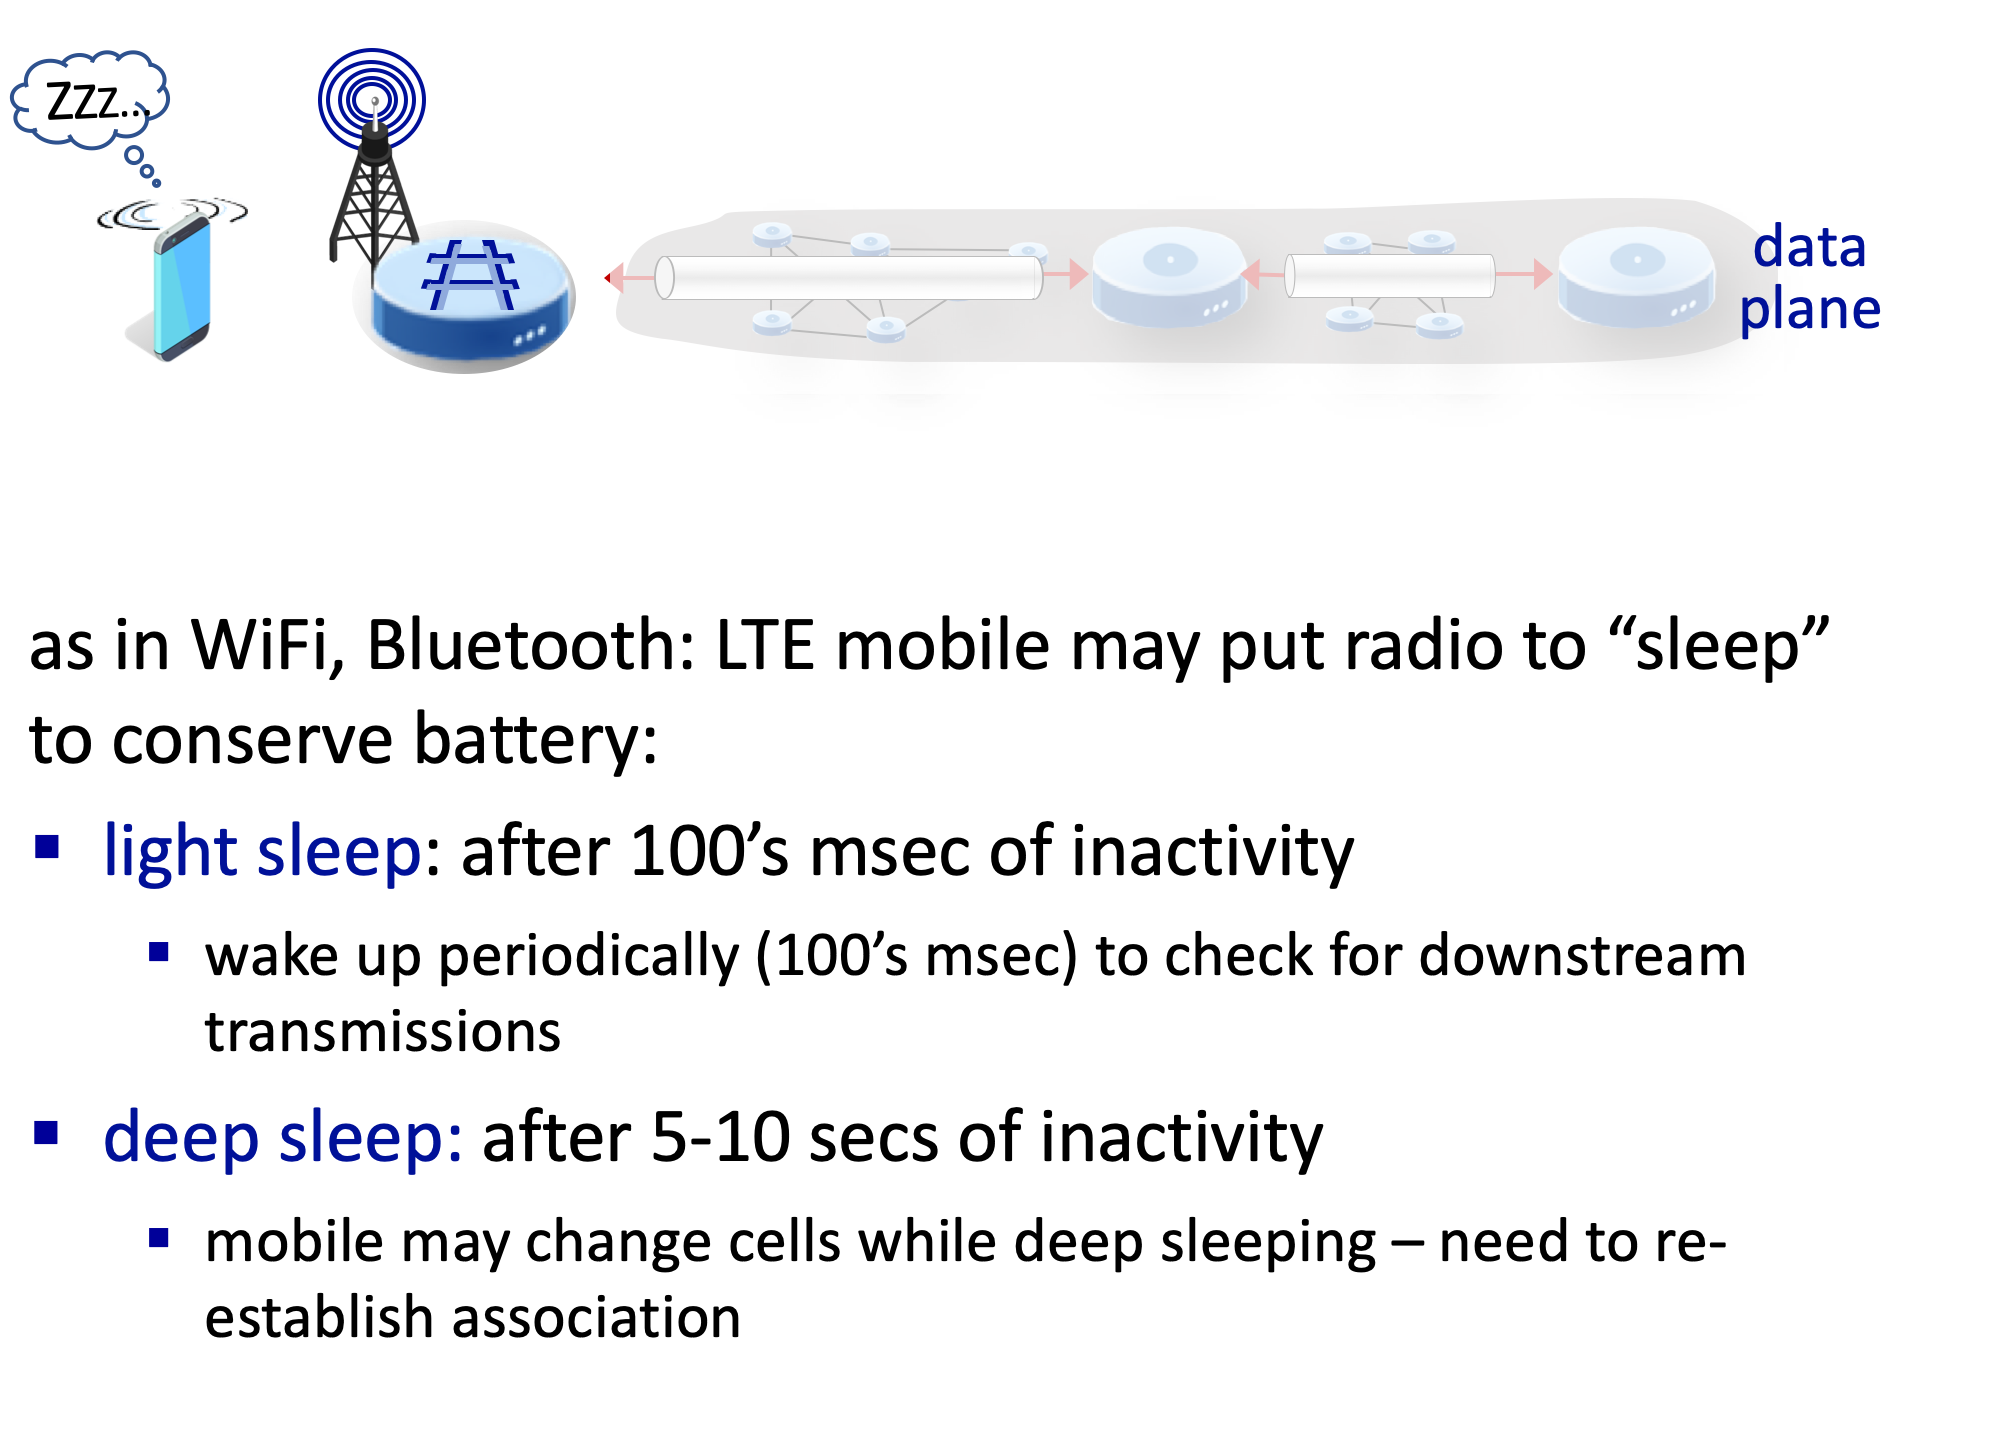 Zzz...
data
plane
as in WiFi, Bluetooth: LTE mobile may put radio to “sleep”
to conserve battery:
▪ light sleep: after 100’s msec of inactivity
▪ wake up periodically (100’s msec) to check for downstream
transmissions
▪ deep sleep: after 5-10 secs of inactivity
▪ mobile may change cells while deep sleeping – need to re-
establish association